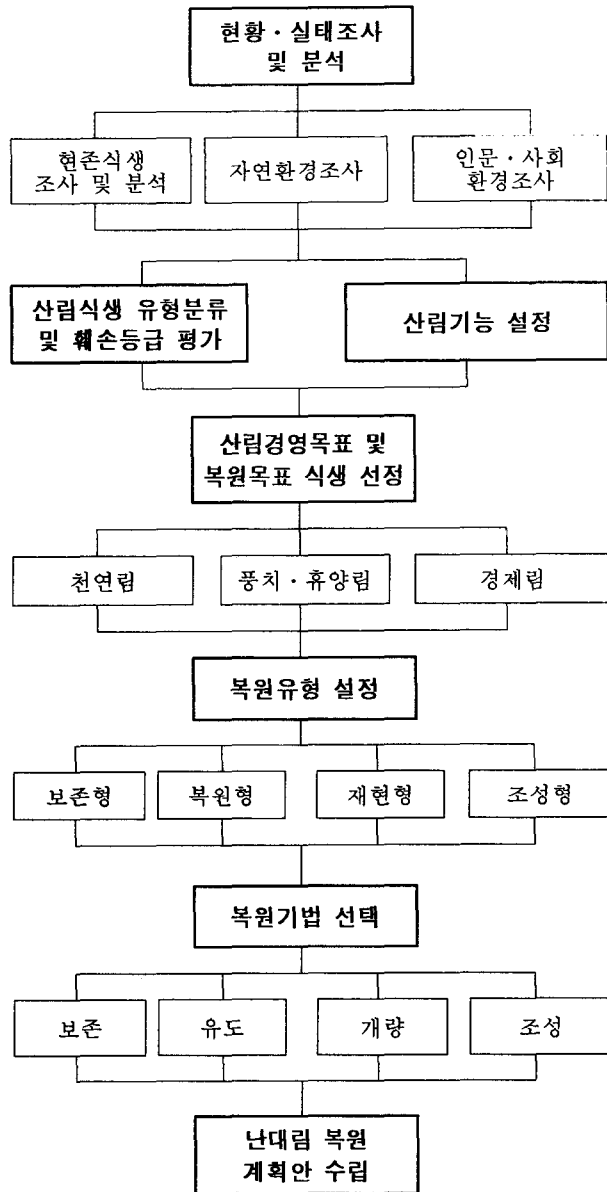 현황・실태조사
및 분석
현존식생
조사 및 분석
자연환경조사
인문・사회
환경조사
산림식생 유형분류
및 훼손등급 평가
산림기능 설정
산림경영목표 및
복원목표 식생 선정
천연림
풍치・휴양림
경제림
복원유형 설정
보존형
복원형
재현형
조성형
복원기법 선택
보존
유도
개량
조성
난대림 복원
계획안 수립